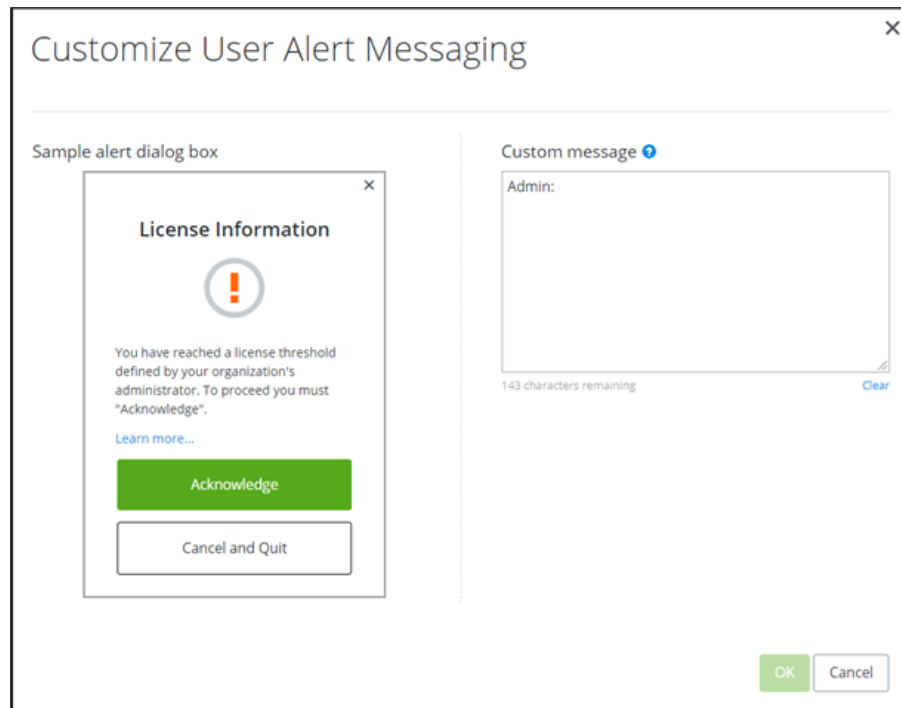 Customize User Alert Messaging
Sample alert dialog box
License Information
You have reached a license threshold
defined by your organization's
administrator. To proceed you must
"Acknowledge".
Learn more...
Acknowledge
Cancel and Quit
Custom message
Admin:
143 characters remaining
Clear
OK
Cancel